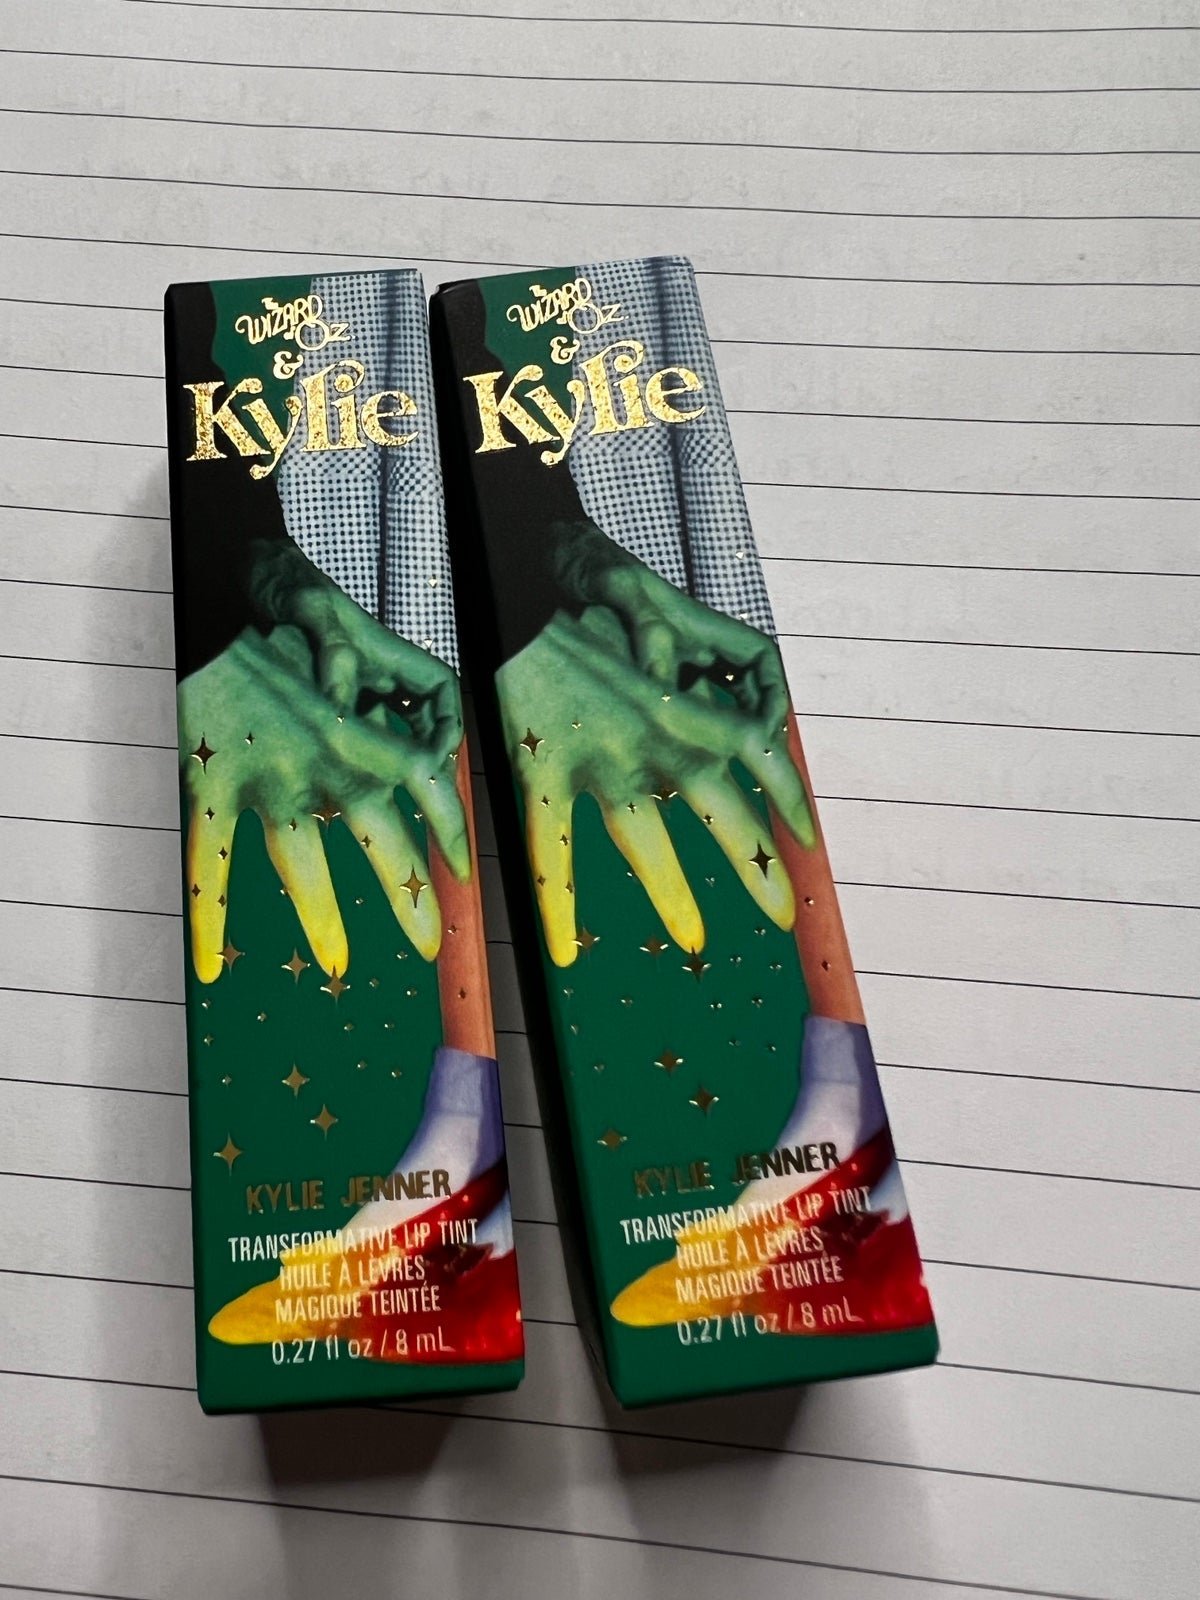 The
WIZARD
of OZ
&
Kylie
KYLIE JENNER
TRANSFORMATIVE LIP TINT
HUILE À LÈVRES
MAGIQUE TEINTÉE
0.27 fl oz / 8 mL
The
WIZARD
of OZ
&
Kylie
KYLIE JENNER
TRANSFORMATIVE LIP TINT
HUILE À LÈVRES
MAGIQUE TEINTÉE
0.27 fl oz / 8 mL